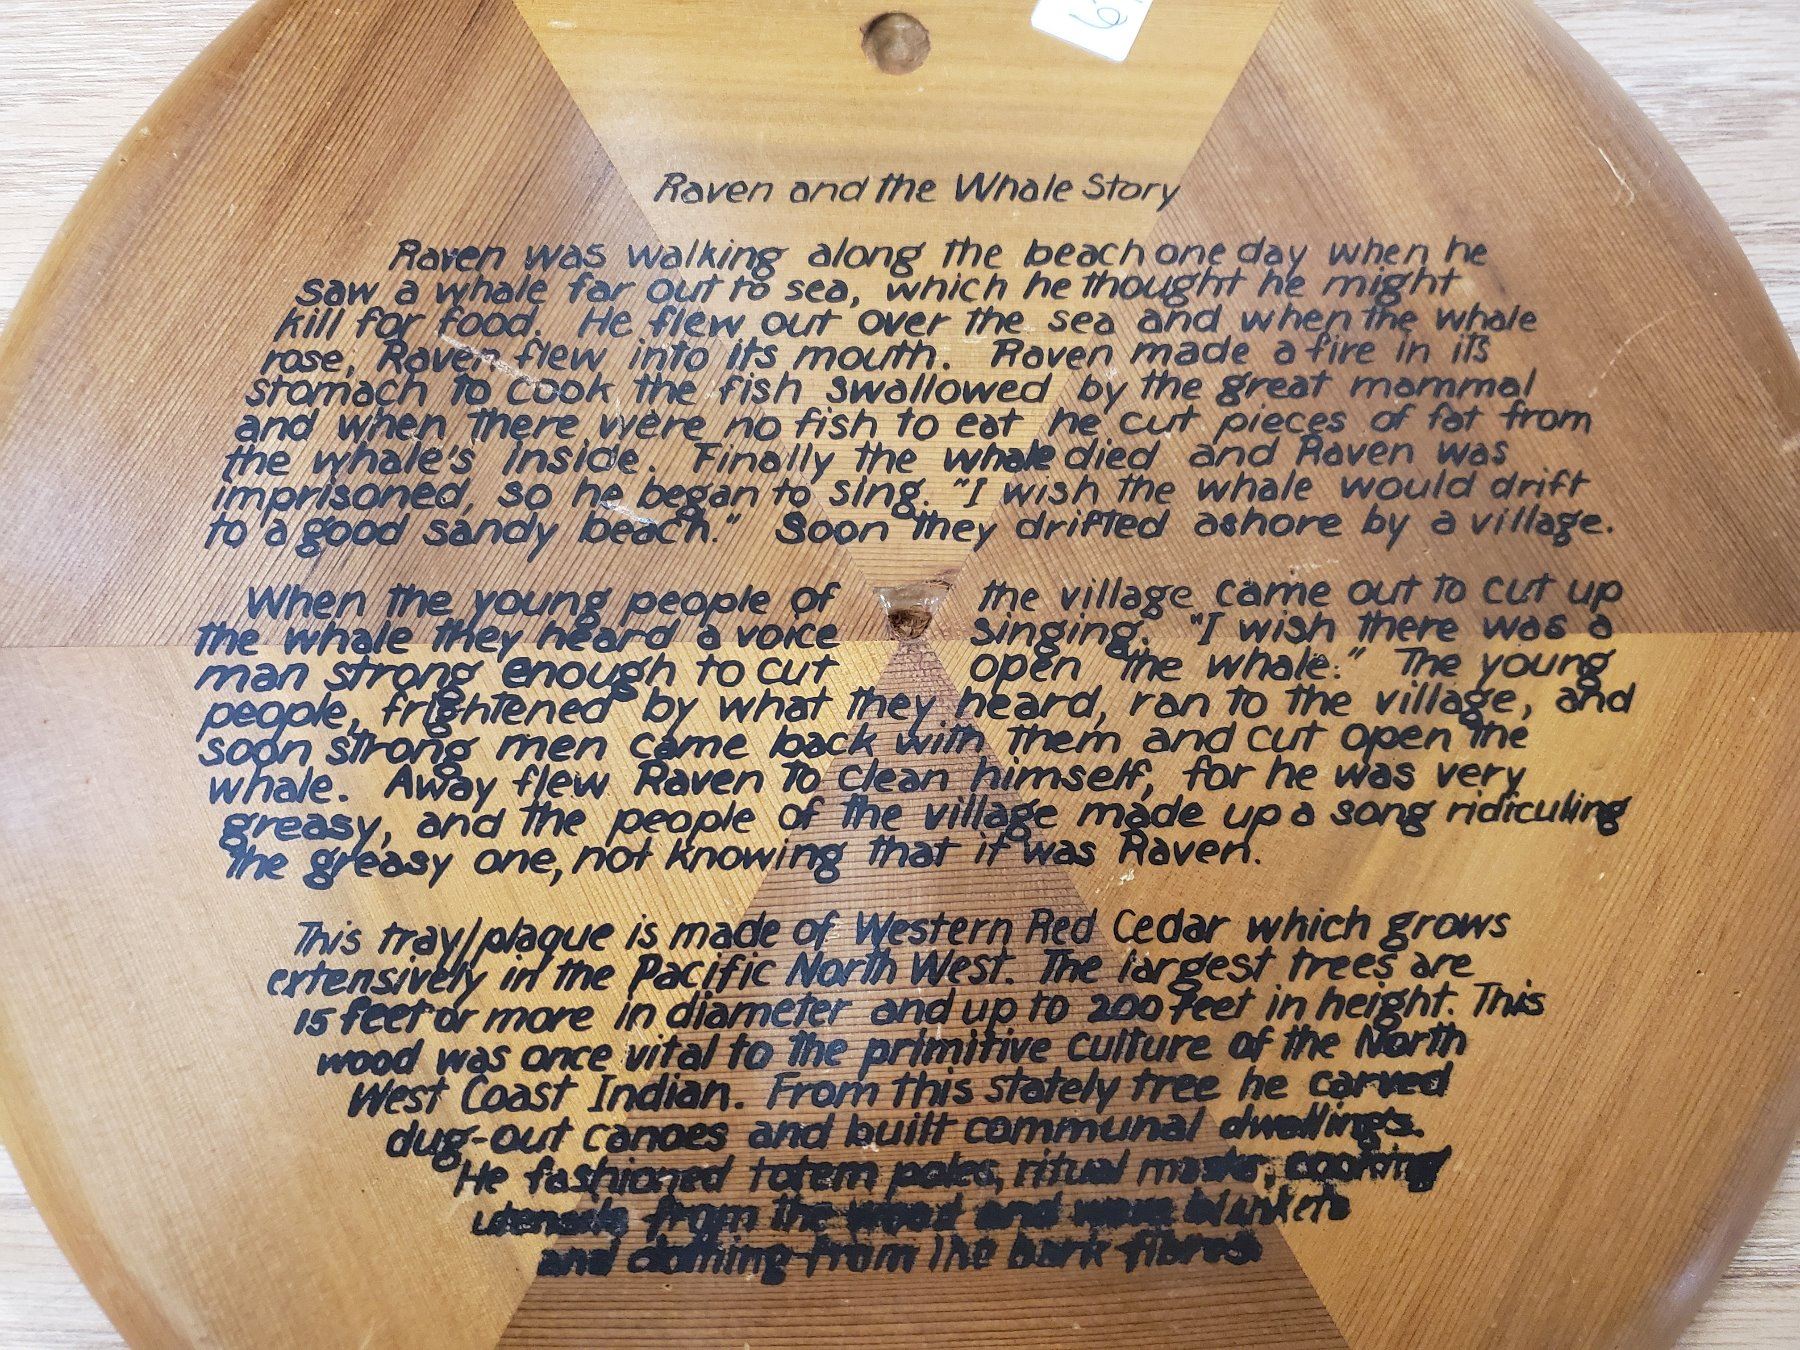 Raven and the Whale Story
Raven was walking along the beach one day when he
saw a whale far out to sea, which he thought he might
kill for food. He flew out over the sea and when the whale
rose, Raven flew into its mouth. Raven made a fire in its
stomach to cook the fish swallowed by the great mammal
and when there were no fish to eat he cut pieces of fat from
the whale's inside. Finally the whale died and Raven was
imprisoned, so he began to sing. "I wish the whale would drift
to a good sandy beach." Soon they drifted ashore by a village.
When the young people of the village came out to cut up
the whale they heard a voice singing. "I wish there was a
man strong enough to cut open the whale." The young
people, frightened by what they heard, ran to the village, and
soon strong men came back with them and cut open the
whale. Away flew Raven to clean himself, for he was very
greasy, and the people of the village made up a song ridiculing
the greasy one, not knowing that it was Raven.
This tray/plaque is made of Western Red Cedar which grows
extensively in the Pacific North West. The largest trees are
15 feet or more in diameter and up to 200 feet in height. This
wood was once vital to the primitive culture of the North
West Coast Indian. From this stately tree he carved
dug-out canoes and built communal dwellings.
He fashioned totem poles, ritual masks, cooking
utensils from the wood and wove blankets
and clothing from the bark fibres